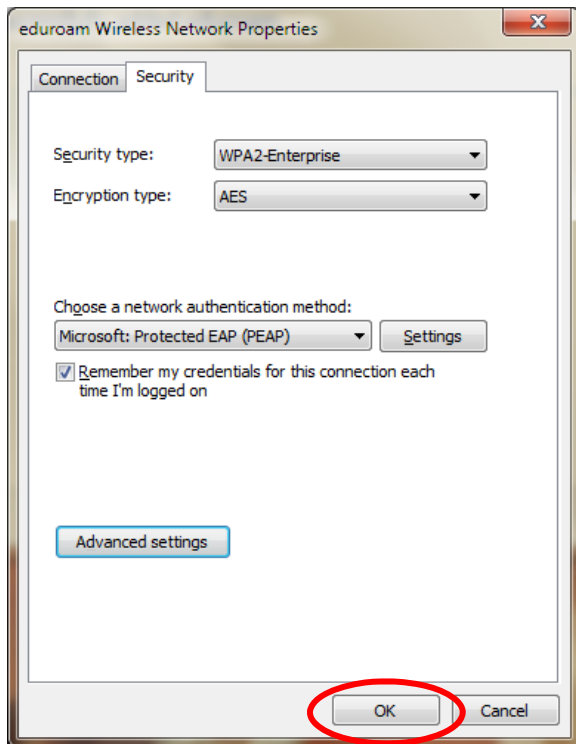 eduroam Wireless Network Properties
Connection
Security
Security type:
WPA2-Enterprise
Encryption type:
AES
Choose a network authentication method:
Microsoft: Protected EAP (PEAP)
Settings
Remember my credentials for this connection each
time I'm logged on
Advanced settings
OK
Cancel